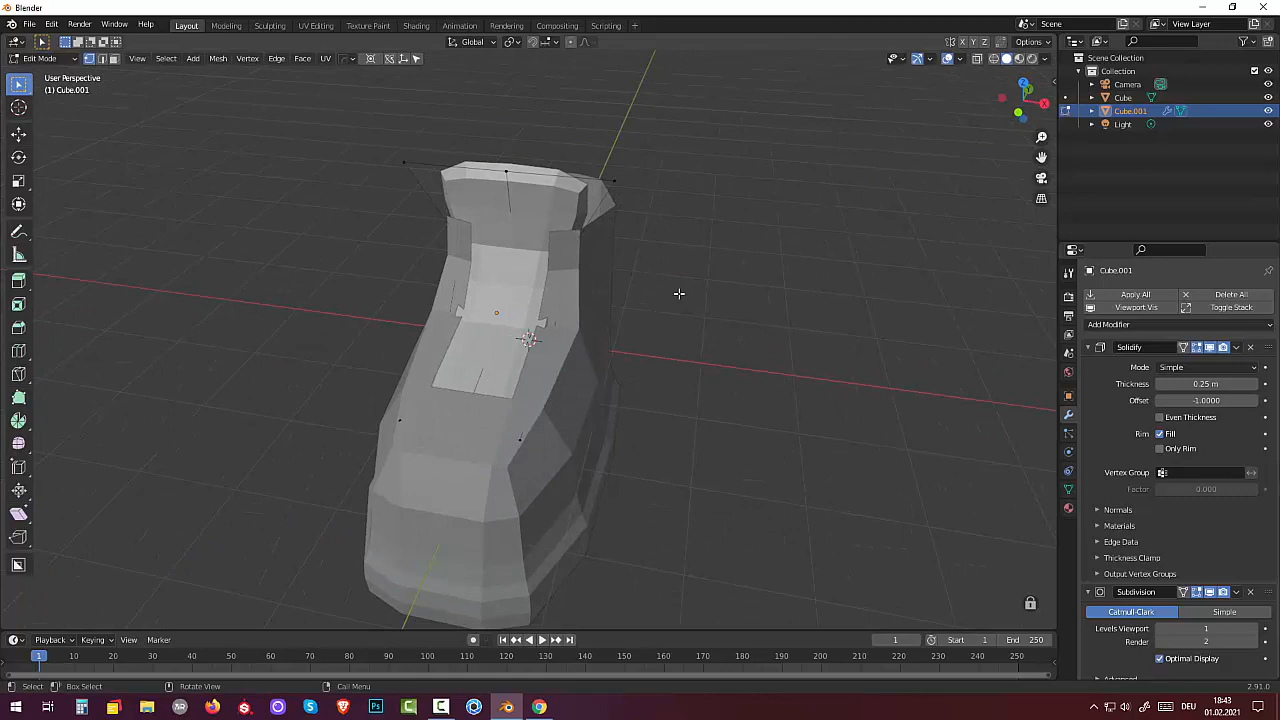 Blender
File Edit Render Window Help Layout Modeling Sculpting UV Editing Texture Paint Shading Animation Rendering Compositing Scripting + Scene View Layer
Global X Y Z Options
Edit Mode View Select Add Mesh Vertex Edge Face UV
User Perspective
(1) Cube.001
Z
X
Scene Collection
Collection
Camera
Cube
Cube.001
Light
Cube.001
Apply All Delete All
Viewport Vis Toggle Stack
Add Modifier
Solidify
Mode Simple
Thickness 0.25 m
Offset -1.0000
Even Thickness
Rim Fill
Only Rim
Vertex Group
Factor 0.000
Normals
Materials
Edge Data
Thickness Clamp
Output Vertex Groups
Subdivision
Catmull-Clark Simple
Levels Viewport 1
Render 2
Optimal Display
Advanced
Playback Keying View Marker 1 Start 1 End 250
1 10 20 30 40 50 60 70 80 90 100 110 120 130 140 150 160 170 180 190 200 210 220 230 240 250
Select Box Select Rotate View Call Menu 2.91.0
Ps DEU 18:43
01.02.2021